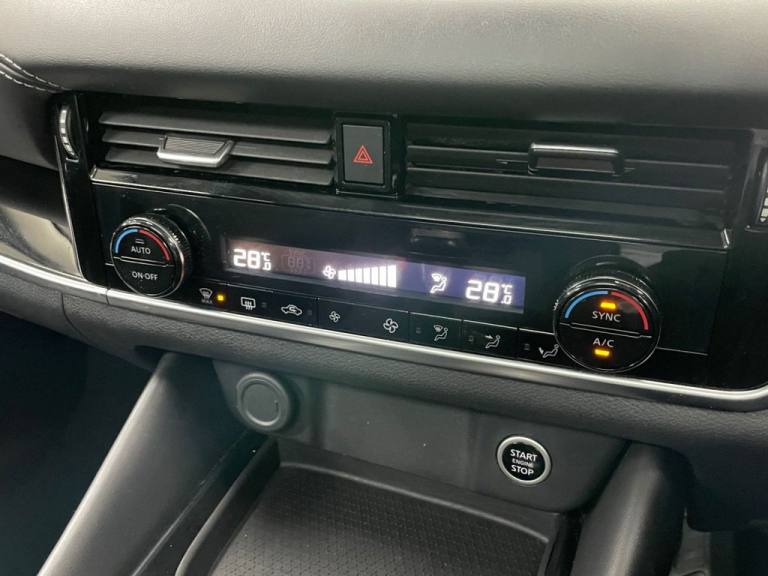 AUTO
ON·OFF
28℃
28℃
SYNC
A/C
START
ENGINE
STOP